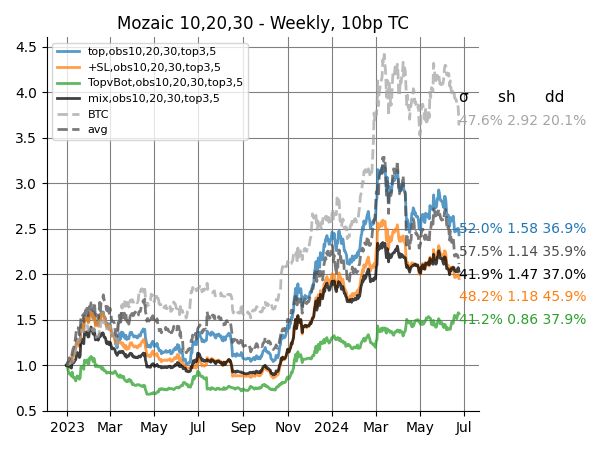 Mozaic 10,20,30 - Weekly, 10bp TC
top,obs10,20,30,top3,5
+SL,obs10,20,30,top3,5
TopvBot,obs10,20,30,top3,5
mix,obs10,20,30,top3,5
BTC
avg
σ sh dd
47.6% 2.92 20.1%
52.0% 1.58 36.9%
57.5% 1.14 35.9%
41.9% 1.47 37.0%
48.2% 1.18 45.9%
41.2% 0.86 37.9%
4.5
4.0
3.5
3.0
2.5
2.0
1.5
1.0
0.5
2023 Mar May Jul Sep Nov 2024 Mar May Jul